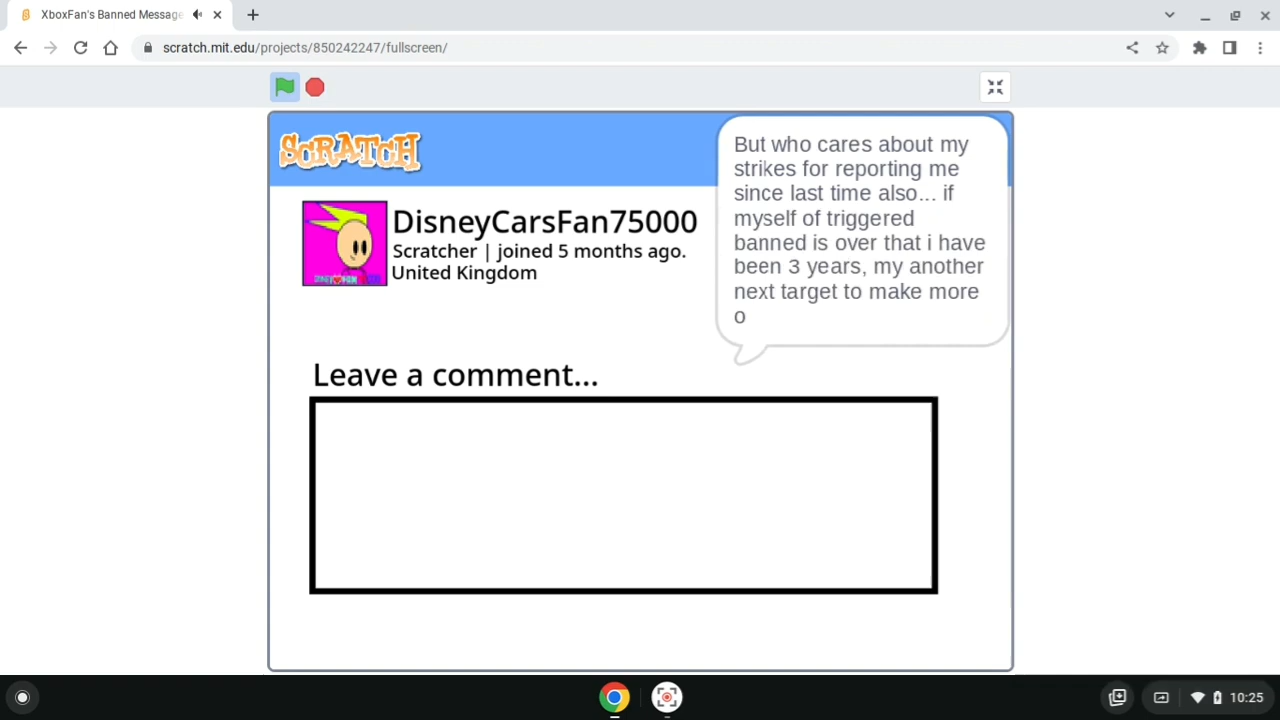 XboxFan's Banned Message
scratch.mit.edu/projects/850242247/fullscreen/
SCRATCH
DisneyCarsFan75000
Scratcher | joined 5 months ago.
United Kingdom
But who cares about my
strikes for reporting me
since last time also... if
myself of triggered
banned is over that i have
been 3 years, my another
next target to make more
o
Leave a comment...
10:25